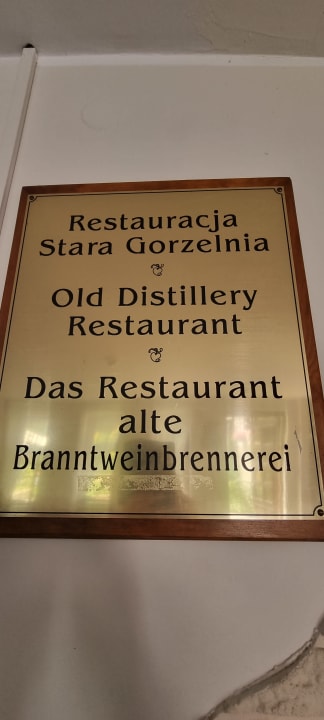 Restauracja
Stara Gorzelnia
Old Distillery
Restaurant
Das Restaurant
alte
Branntweinbrennerei